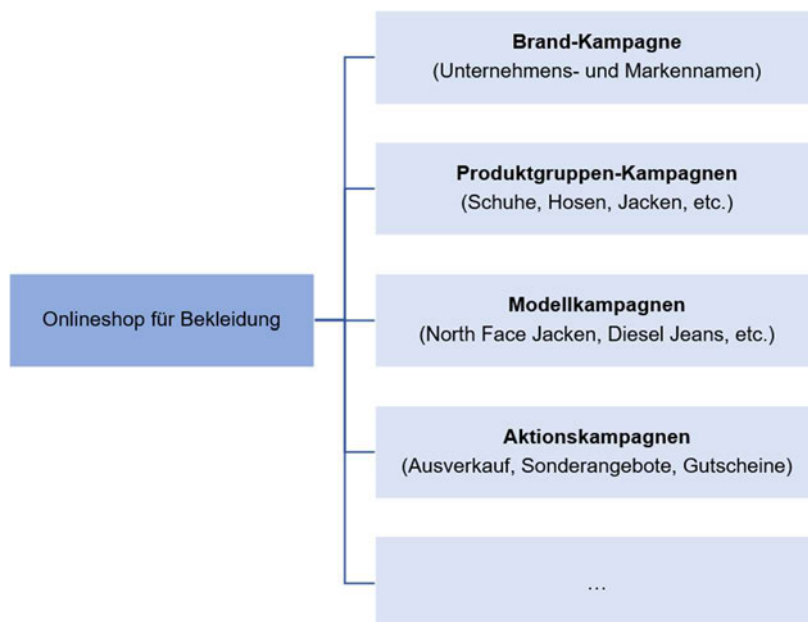 Brand-Kampagne
(Unternehmens- und Markennamen)
Produktgruppen-Kampagnen
(Schuhe, Hosen, Jacken, etc.)
Onlineshop für Bekleidung
Modellkampagnen
(North Face Jacken, Diesel Jeans, etc.)
Aktionskampagnen
(Ausverkauf, Sonderangebote, Gutscheine)
…